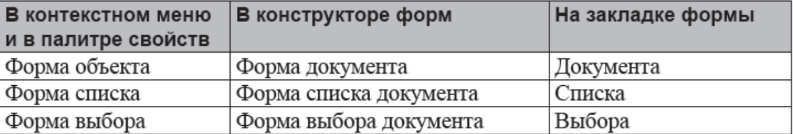 В контекстном меню и в палитре свойств | В конструкторе форм | На закладке формы
Форма объекта | Форма документа | Документа
Форма списка | Форма списка документа | Списка
Форма выбора | Форма выбора документа | Выбора